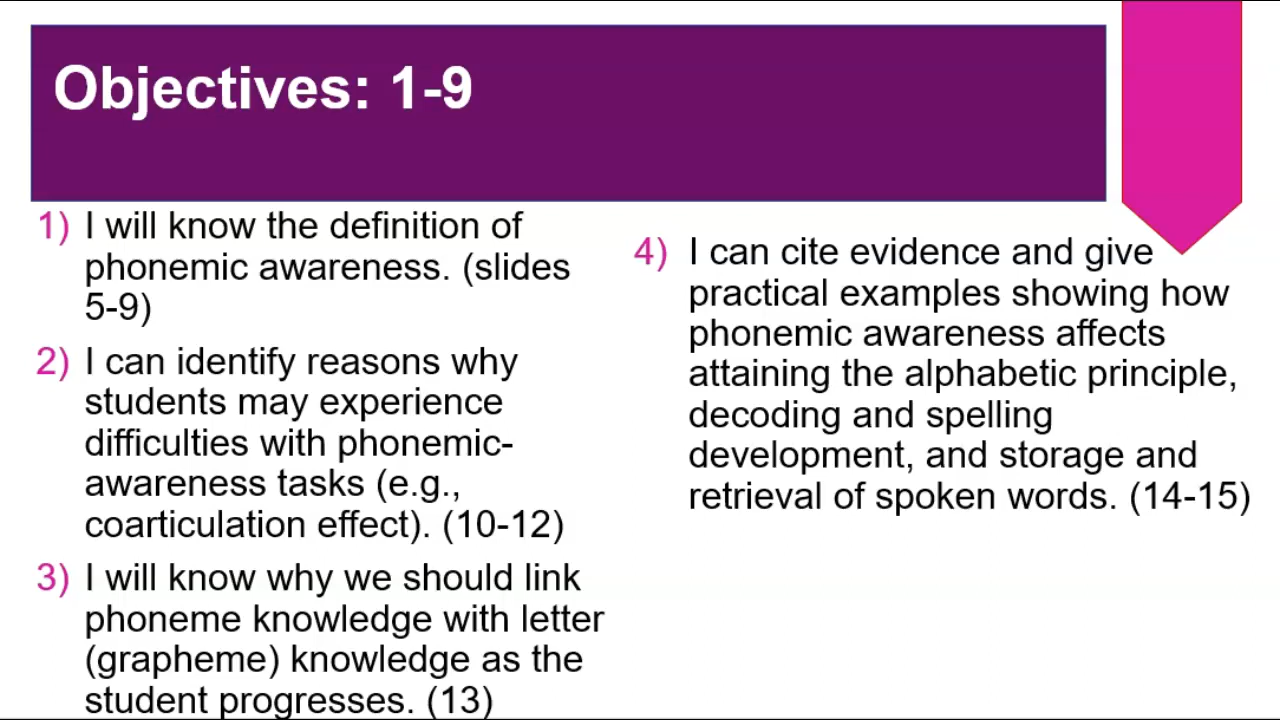 Objectives: 1-9
1) I will know the definition of
phonemic awareness. (slides
5-9)
2) I can identify reasons why
students may experience
difficulties with phonemic-
awareness tasks (e.g.,
coarticulation effect). (10-12)
3) I will know why we should link
phoneme knowledge with letter
(grapheme) knowledge as the
student progresses. (13)
4) I can cite evidence and give
practical examples showing how
phonemic awareness affects
attaining the alphabetic principle,
decoding and spelling
development, and storage and
retrieval of spoken words. (14-15)